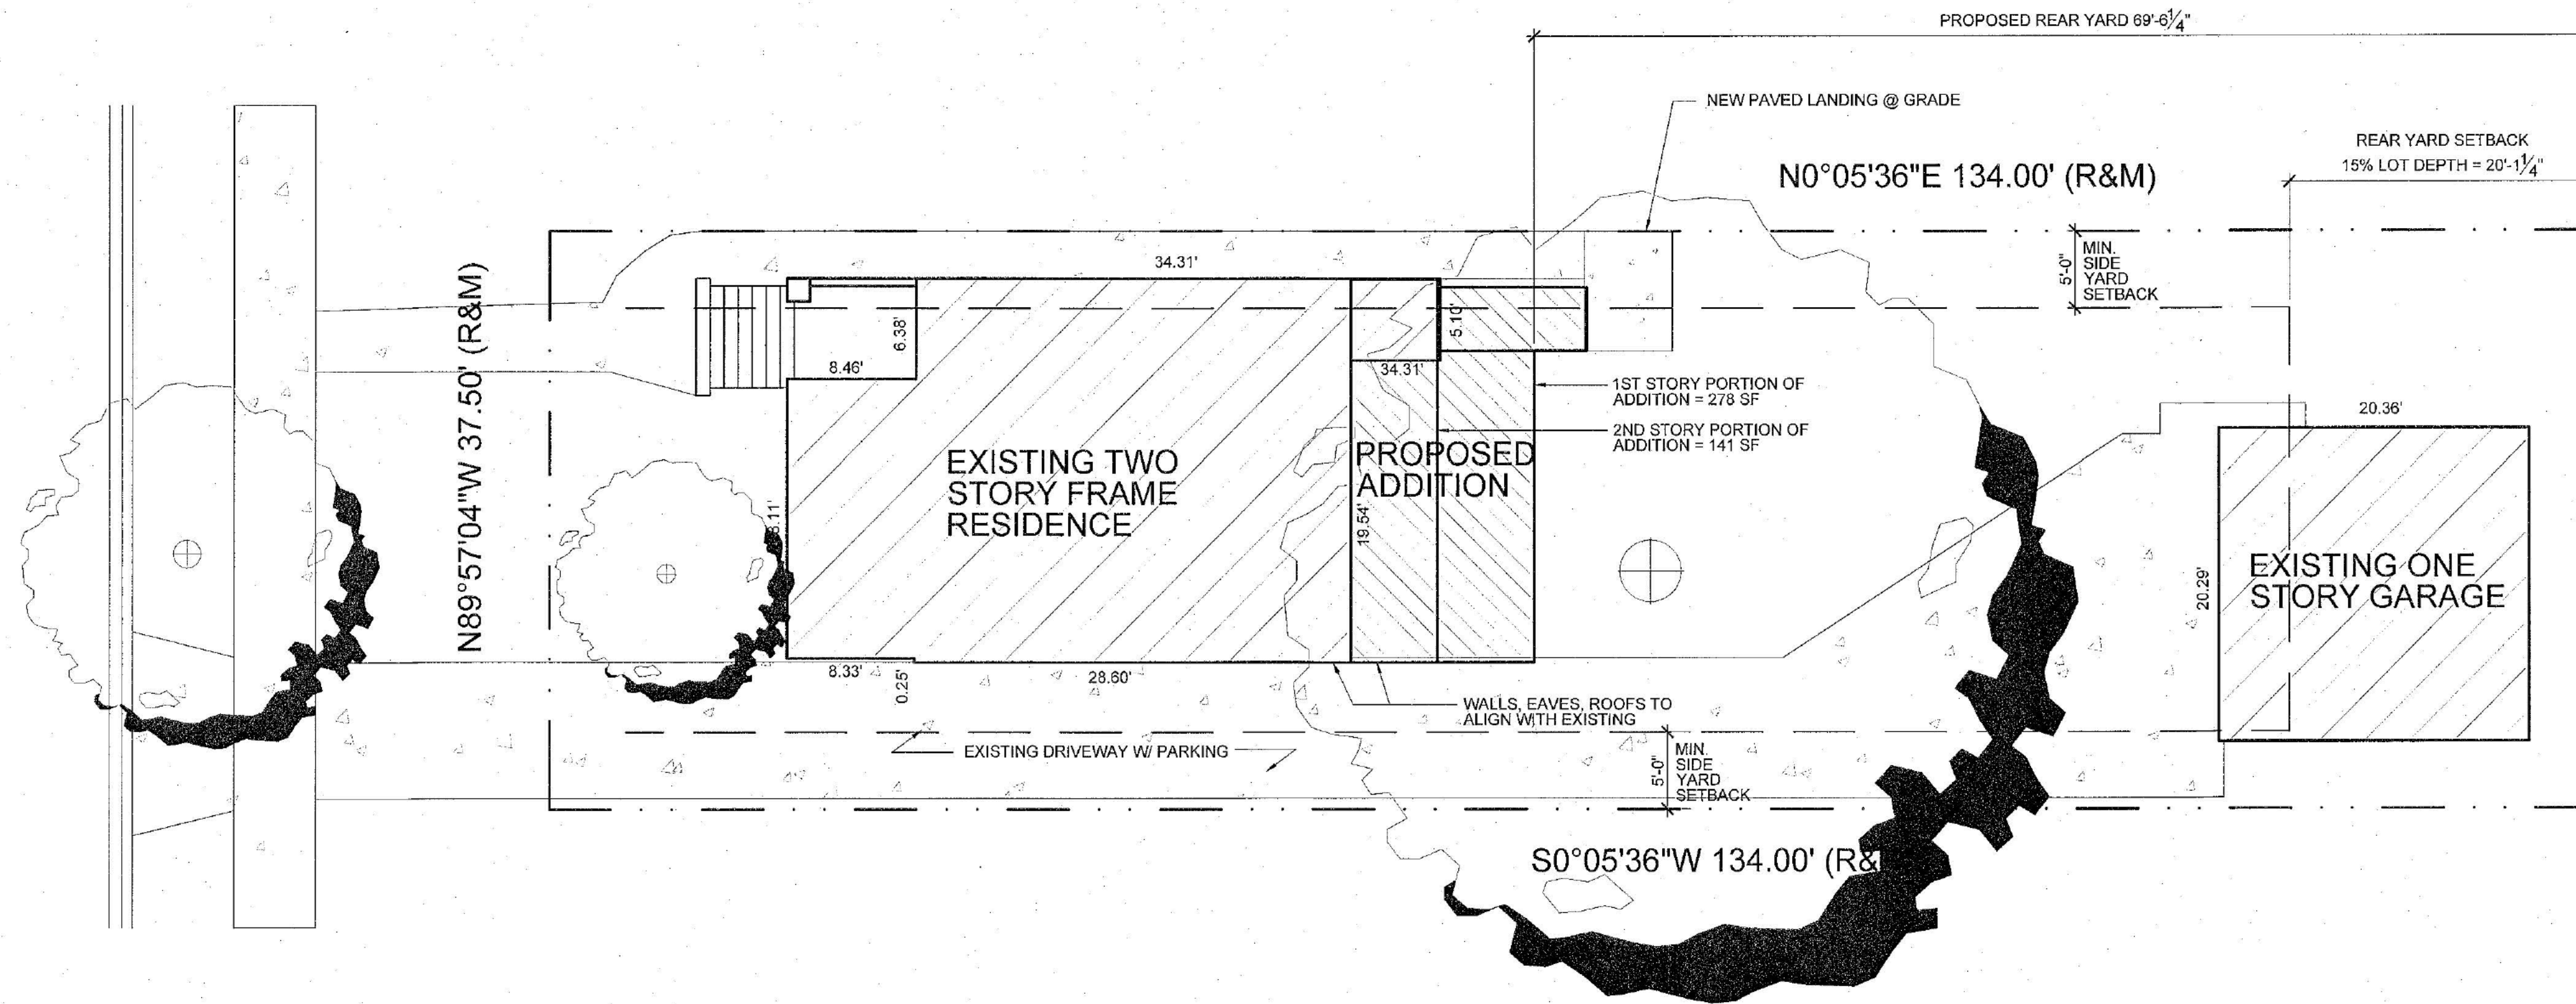 PROPOSED REAR YARD 69'-6 1/4"
NEW PAVED LANDING @ GRADE
REAR YARD SETBACK
15% LOT DEPTH = 20'-1 1/4"
N0°05'36"E 134.00' (R&M)
5'-0"
MIN.
SIDE
YARD
SETBACK
N89°57'04"W 37.50' (R&M)
34.31'
6.38'
8.46'
5.10'
34.31'
1ST STORY PORTION OF
ADDITION = 278 SF
2ND STORY PORTION OF
ADDITION = 141 SF
20.36'
EXISTING TWO
STORY FRAME
RESIDENCE
PROPOSED
ADDITION
19.54'
20.29'
EXISTING ONE
STORY GARAGE
8.33'
0.25'
28.60'
WALLS, EAVES, ROOFS TO
ALIGN WITH EXISTING
EXISTING DRIVEWAY W/ PARKING
5'-0"
MIN.
SIDE
YARD
SETBACK
S0°05'36"W 134.00' (R&